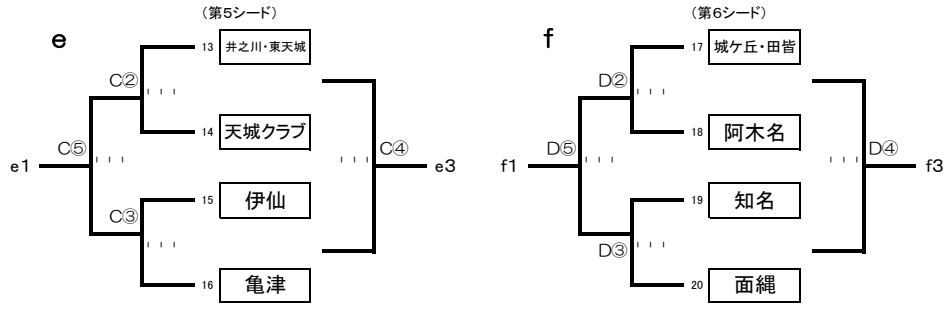 (第5シード)
e
13 井之川・東天城
C②
14 天城クラブ
C⑤
C④
e1
e3
15 伊仙
C③
16 亀津
(第6シード)
f
17 城ケ丘・田皆
D②
18 阿木名
D⑤
D④
f1
f3
19 知名
D③
20 面縄